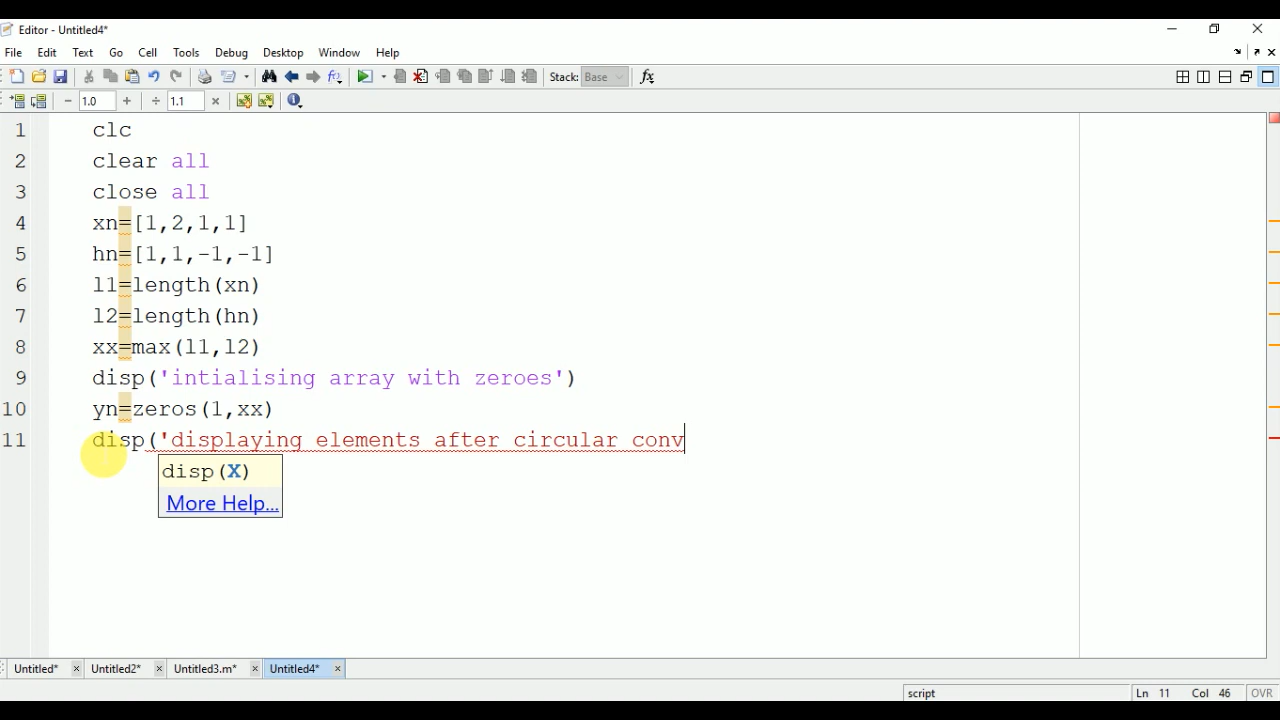 Editor - Untitled4*
File Edit Text Go Cell Tools Debug Desktop Window Help
Stack: Base fx
- 1.0 + ÷ 1.1 ×
1 clc
2 clear all
3 close all
4 xn=[1,2,1,1]
5 hn=[1,1,-1,-1]
6 l1=length(xn)
7 l2=length(hn)
8 xx=max(l1,l2)
9 disp('intialising array with zeroes')
10 yn=zeros(1,xx)
11 disp('displaying elements after circular conv
disp(X)
More Help...
Untitled* × Untitled2* × Untitled3.m* × Untitled4* ×
script Ln 11 Col 46 OVR